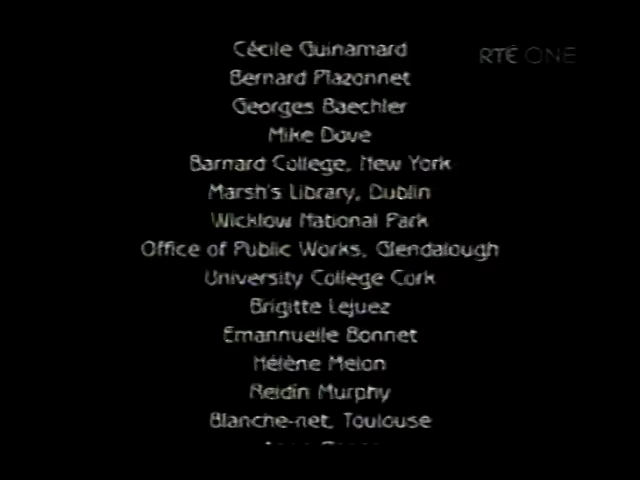 Cécile Guinamard
RTÉ ONE
Bernard Plazonnet
Georges Baechler
Mike Dove
Barnard College, New York
Marsh's Library, Dublin
Wicklow National Park
Office of Public Works, Glendalough
University College Cork
Brigitte Lejuez
Emannuelle Bonnet
Hélène Melon
Reidín Murphy
Blanche-net, Toulouse